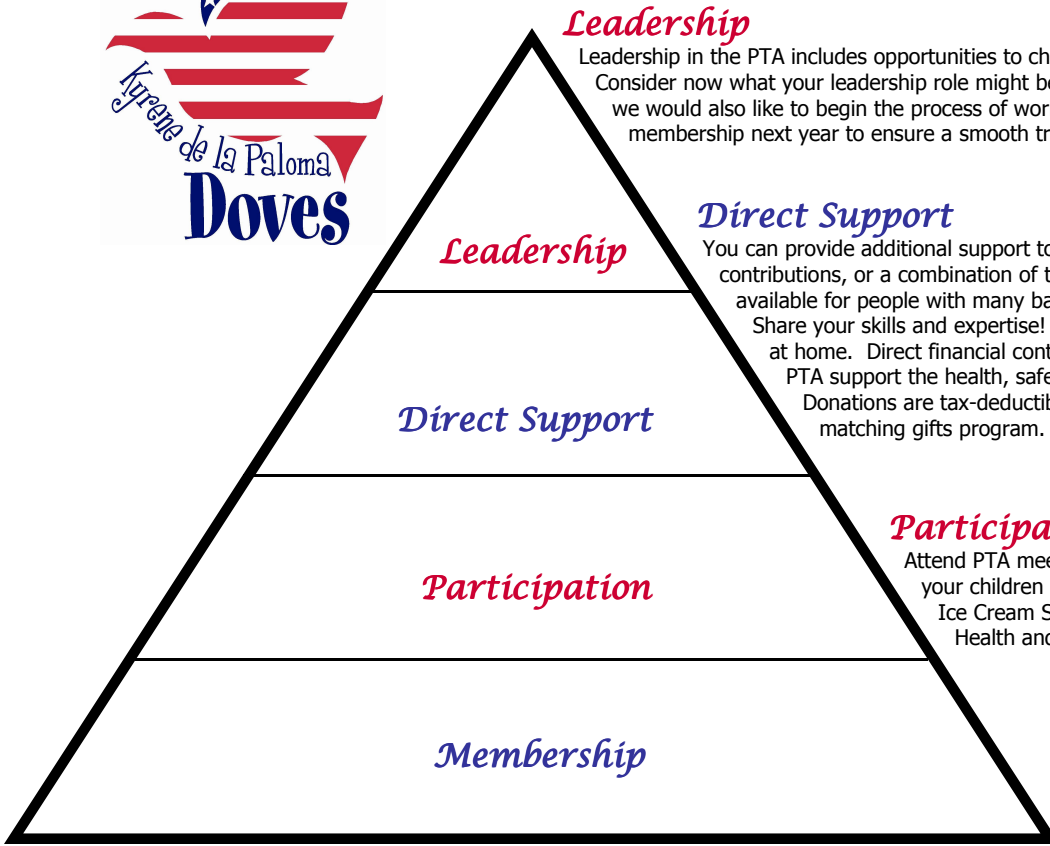 Kyrene de la Paloma
Doves
Leadership
Leadership in the PTA includes opportunities to ch
Consider now what your leadership role might be
we would also like to begin the process of wor
membership next year to ensure a smooth tr
Direct Support
You can provide additional support to
contributions, or a combination of t
available for people with many ba
Share your skills and expertise!
at home.  Direct financial cont
PTA support the health, safe
Donations are tax-deductib
matching gifts program.
Participa
Attend PTA mee
your children
Ice Cream S
Health and
Leadership
Direct Support
Participation
Membership